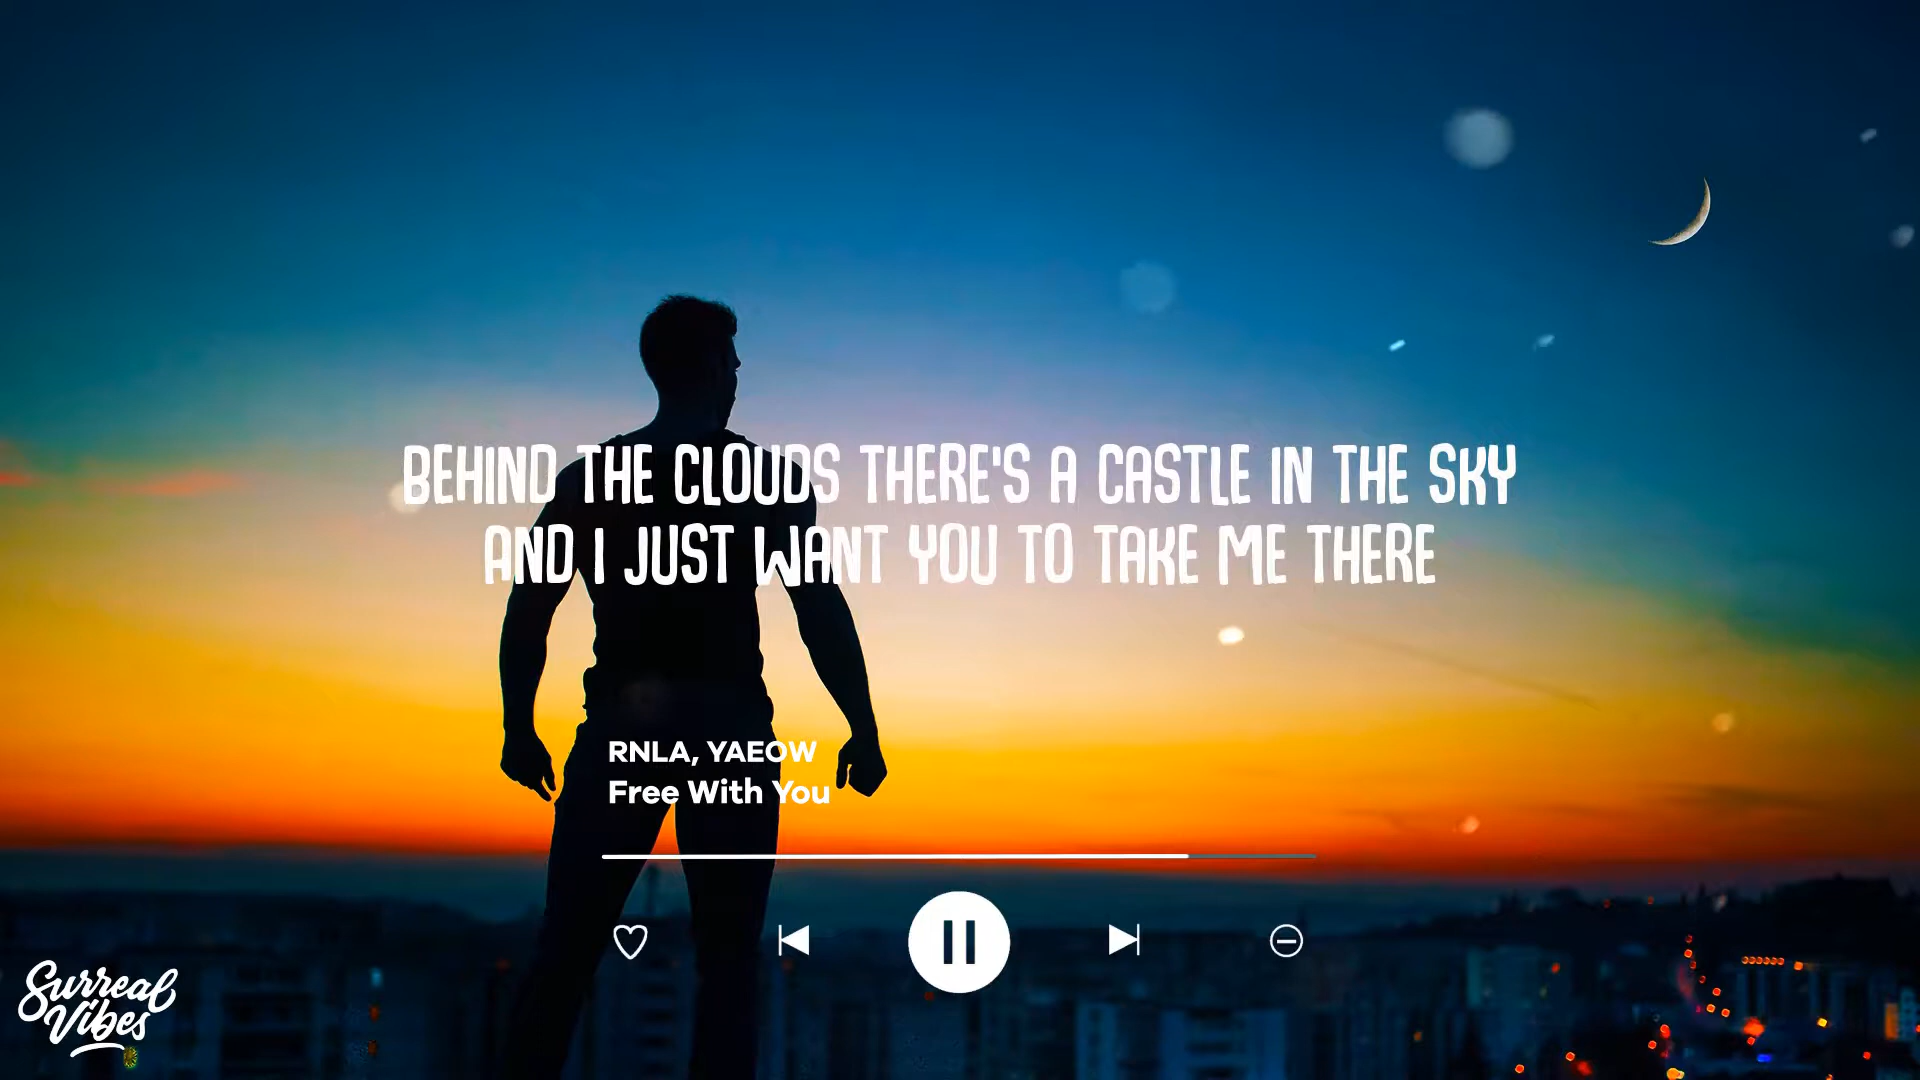 BEHIND THE CLOUDS THERE'S A CASTLE IN THE SKY
AND I JUST WANT YOU TO TAKE ME THERE
RNLA, YAEOW
Free With You
Surreal
Vibes